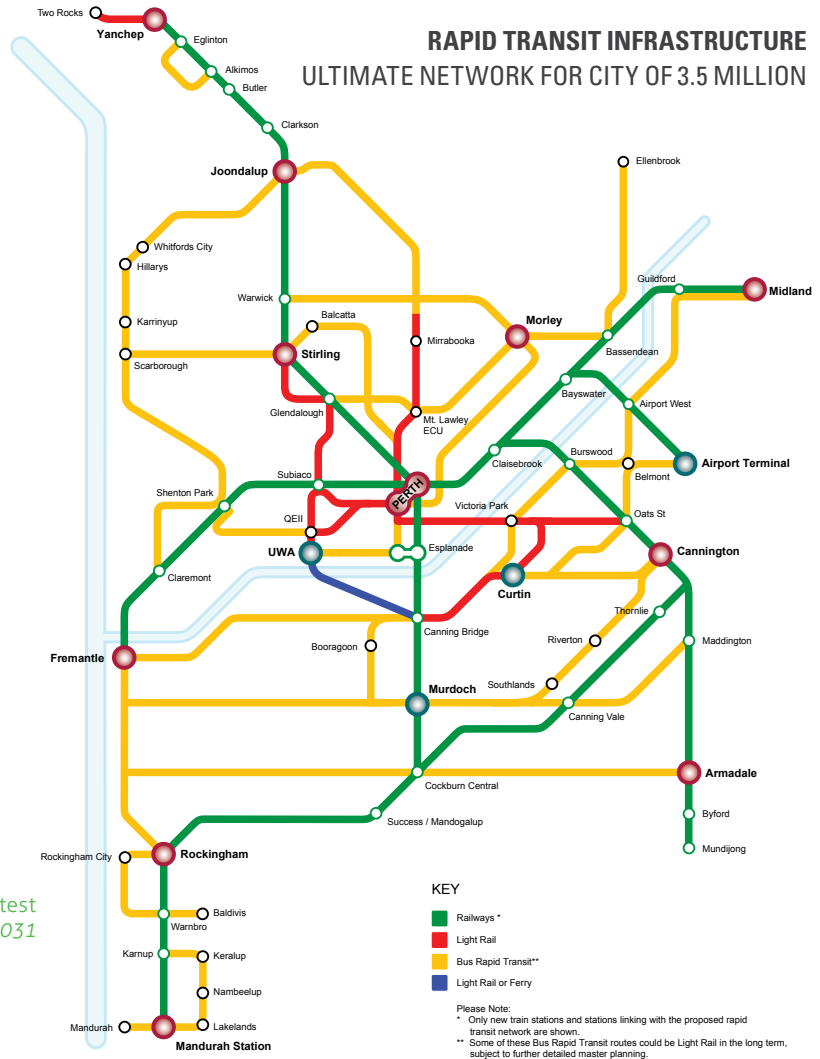 RAPID TRANSIT INFRASTRUCTURE
ULTIMATE NETWORK FOR CITY OF 3.5 MILLION
Two Rocks
Yanchep
Eglinton
Alkimos
Butler
Clarkson
Joondalup
Ellenbrook
Whitfords City
Hillarys
Guildford
Midland
Warwick
Karrinyup
Balcatta
Morley
Mirrabooka
Bassendean
Stirling
Scarborough
Bayswater
Glendalough
Mt. Lawley
ECU
Airport West
Claisebrook
Burswood
Subiaco
PERTH
Belmont
Airport Terminal
Shenton Park
Victoria Park
Oats St
QEII
UWA
Esplanade
Cannington
Claremont
Curtin
Thornlie
Canning Bridge
Riverton
Maddington
Booragoon
Fremantle
Southlands
Murdoch
Canning Vale
Cockburn Central
Armadale
Success / Mandogalup
Byford
Rockingham City
Rockingham
Mundijong
test
031
Baldivis
Warnbro
Karnup
Keralup
Nambeelup
Mandurah
Lakelands
Mandurah Station
KEY
Railways *
Light Rail
Bus Rapid Transit**
Light Rail or Ferry
Please Note:
* Only new train stations and stations linking with the proposed rapid
transit network are shown.
** Some of these Bus Rapid Transit routes could be Light Rail in the long term,
subject to further detailed master planning.